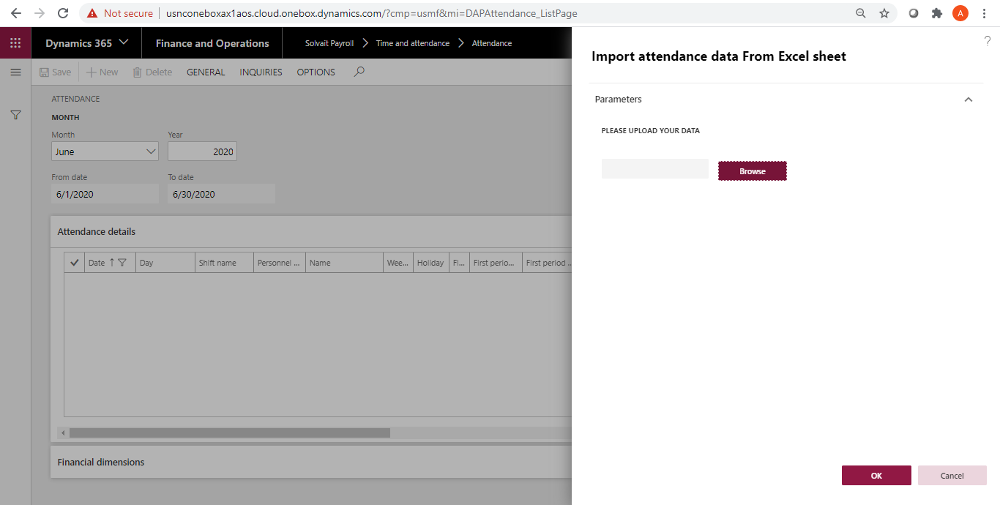 Not secure | usnconeboxax1aos.cloud.onebox.dynamics.com/?cmp=usmf&mi=DAPAttendance_ListPage
A
Dynamics 365 Finance and Operations Solvait Payroll Time and attendance Attendance
?
Save New Delete GENERAL INQUIRIES OPTIONS
ATTENDANCE
MONTH
Month Year
June 2020
From date To date
6/1/2020 6/30/2020
Attendance details
Date Day Shift name Personnel ... Name Wee... Holiday Fl... First perio... First period ..
Financial dimensions
Import attendance data From Excel sheet
Parameters
PLEASE UPLOAD YOUR DATA
Browse
OK Cancel